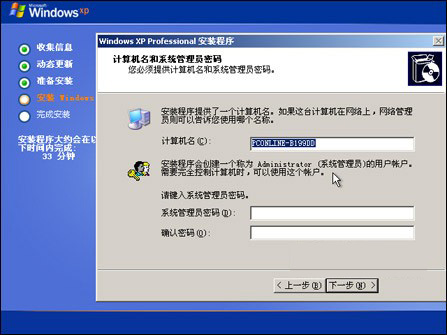 Microsoft
Windows xp
收集信息
动态更新
准备安装
安装 Windows
完成安装
安装程序大约会在以
下时间内完成:
33 分钟
Windows XP Professional 安装程序
计算机名和系统管理员密码
您必须提供计算机名和系统管理员密码。
安装程序提供了一个计算机名。如果这台计算机在网络上，网络管理
员则可以告诉您使用哪个名称。
计算机名(C):
PCONLINE-B199DD
安装程序会创建一个称为 Administrator (系统管理员)的用户帐户。
需要完全控制计算机时，可以使用这个帐户。
请键入系统管理员密码。
系统管理员密码(D):
确认密码(O):
< 上一步(B)
下一步(N) >